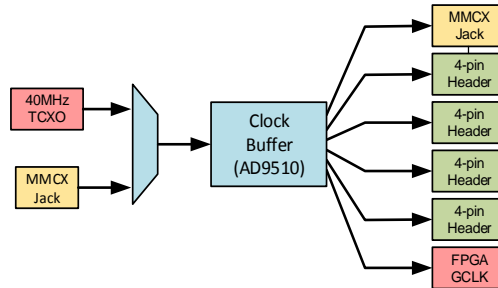 40MHz
TCXO
MMCX
Jack
Clock
Buffer
(AD9510)
MMCX
Jack
4-pin
Header
4-pin
Header
4-pin
Header
4-pin
Header
FPGA
GCLK